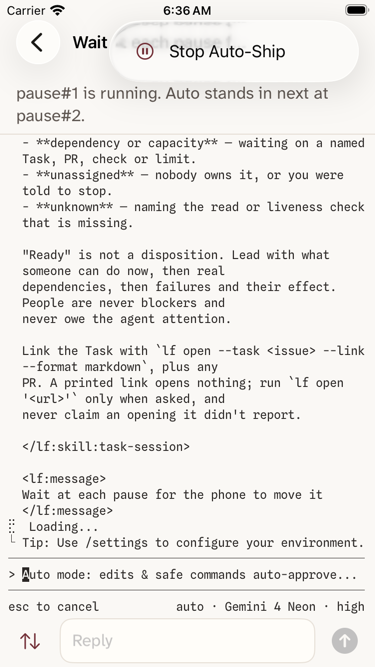 Carrier 6:36 AM
Wait
Stop Auto-Ship
pause#1 is running. Auto stands in next at
pause#2.
- **dependency or capacity** — waiting on a named
Task, PR, check or limit.
- **unassigned** — nobody owns it, or you were
told to stop.
- **unknown** — naming the read or liveness check
that is missing.
"Ready" is not a disposition. Lead with what
someone can do now, then real
dependencies, then failures and their effect.
People are never blockers and
never owe the agent attention.
Link the Task with `lf open --task <issue> --link
--format markdown`, plus any
PR. A printed link opens nothing; run `lf open
'<url>'` only when asked, and
never claim an opening it didn't report.
</lf:skill:task-session>
<lf:message>
Wait at each pause for the phone to move it
</lf:message>
Loading...
└ Tip: Use /settings to configure your environment.
> Auto mode: edits & safe commands auto-approve...
esc to cancel auto · Gemini 4 Neon · high
Reply